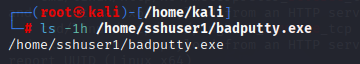 ┌──(root㉿kali)-[/home/kali]
└─# ls -1h /home/sshuser1/badputty.exe
/home/sshuser1/badputty.exe